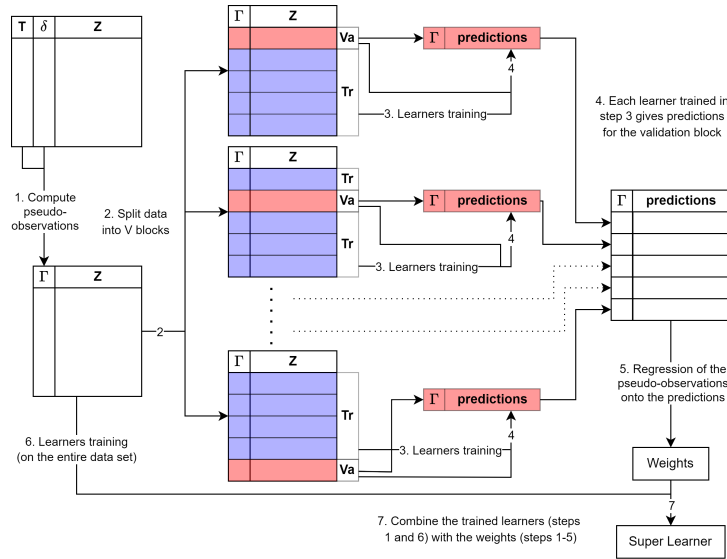 T δ Z
1. Compute
pseudo-
observations
Γ Z
2. Split data
into V blocks
2
6. Learners training
(on the entire data set)
Γ Z
Va
Tr
3. Learners training
4
Γ predictions
Γ Z
Tr
Va
Tr
3. Learners training
4
Γ predictions
Γ Z
Tr
Va
3. Learners training
4
Γ predictions
4. Each learner trained in
step 3 gives predictions
for the validation block
Γ predictions
5. Regression of the
pseudo-observations
onto the predictions
Weights
7
7. Combine the trained learners (steps
1 and 6) with the weights (steps 1-5)
Super Learner